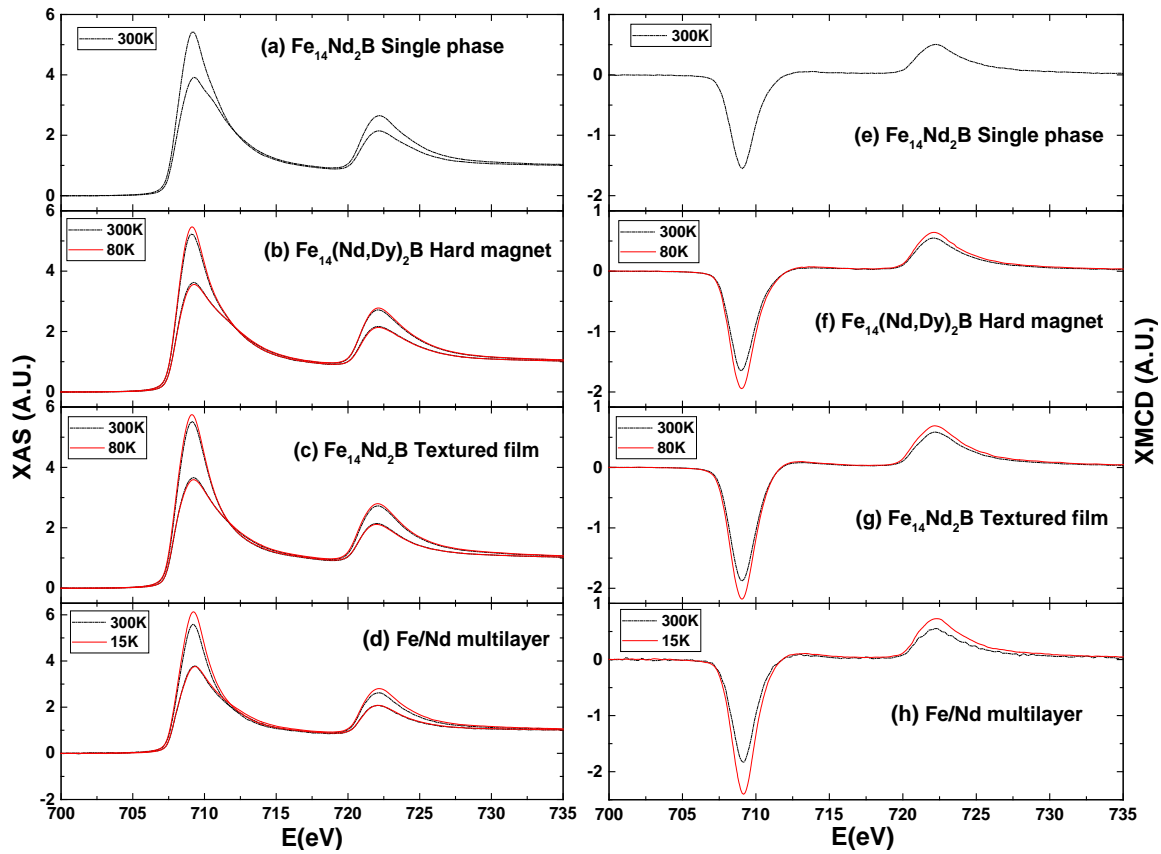 6
300K
(a) Fe14Nd2B Single phase
4
2
0
6
300K
80K
(b) Fe14(Nd,Dy)2B Hard magnet
4
2
0
6
300K
80K
(c) Fe14Nd2B Textured film
4
2
0
6
300K
15K
(d) Fe/Nd multilayer
4
2
0
-2
700 705 710 715 720 725 730 735
E(eV)
XAS (A.U.)
1
300K
0
(e) Fe14Nd2B Single phase
-1
-2
1
300K
80K
0
(f) Fe14(Nd,Dy)2B Hard magnet
-1
-2
1
300K
80K
0
(g) Fe14Nd2B Textured film
-1
-2
1
300K
15K
0
(h) Fe/Nd multilayer
-1
-2
700 705 710 715 720 725 730 735
E(eV)
XMCD (A.U.)